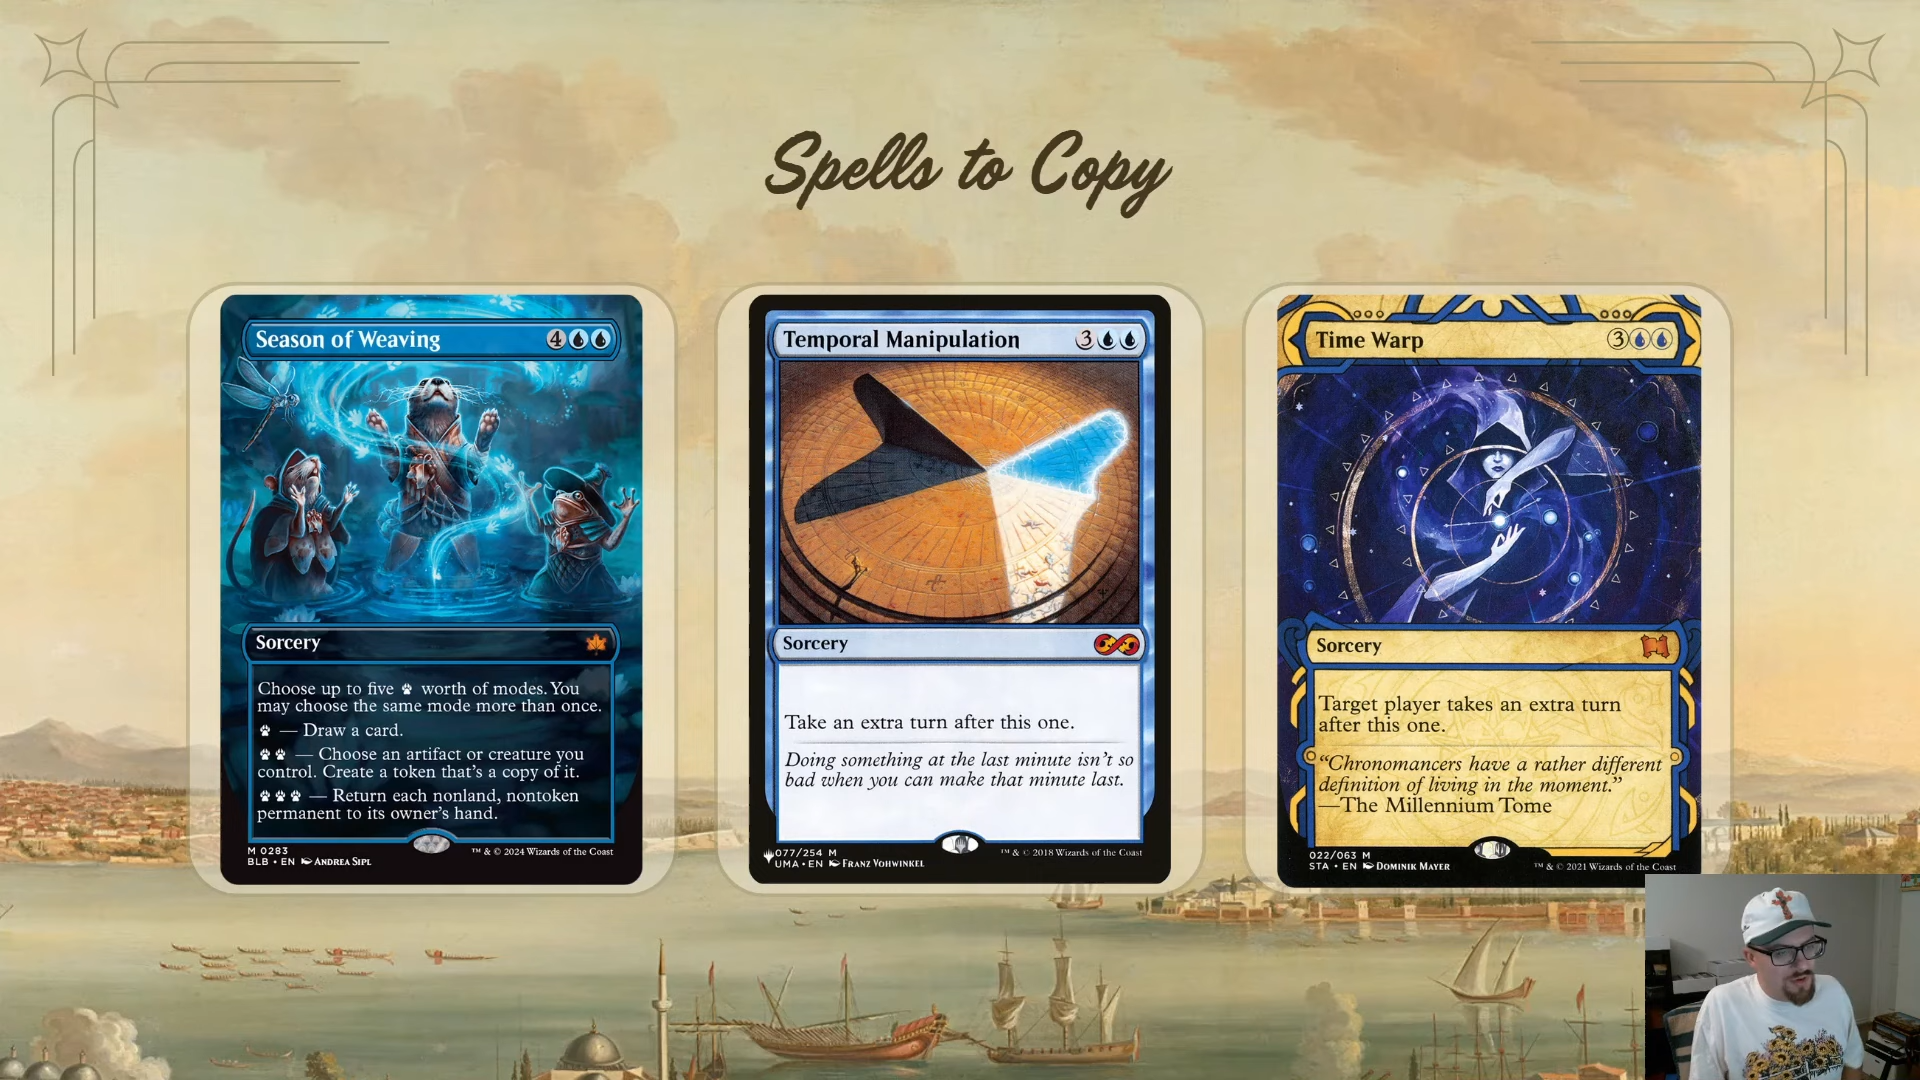 Spells to Copy
Season of Weaving 4
Sorcery
Choose up to five worth of modes. You
may choose the same mode more than once.
— Draw a card.
— Choose an artifact or creature you
control. Create a token that's a copy of it.
— Return each nonland, nontoken
permanent to its owner's hand.
M 0283
BLB • EN ANDREA SIPL
™ & © 2024 Wizards of the Coast
Temporal Manipulation 3
Sorcery
Take an extra turn after this one.
Doing something at the last minute isn't so
bad when you can make that minute last.
077/254 M
UMA • EN FRANZ VOHWINKEL
™ & © 2018 Wizards of the Coast
Time Warp 3
Sorcery
Target player takes an extra turn
after this one.
“Chronomancers have a rather different
definition of living in the moment.”
—The Millennium Tome
022/063 M
STA • EN DOMINIK MAYER
™ & © 2021 Wizards of the Coast